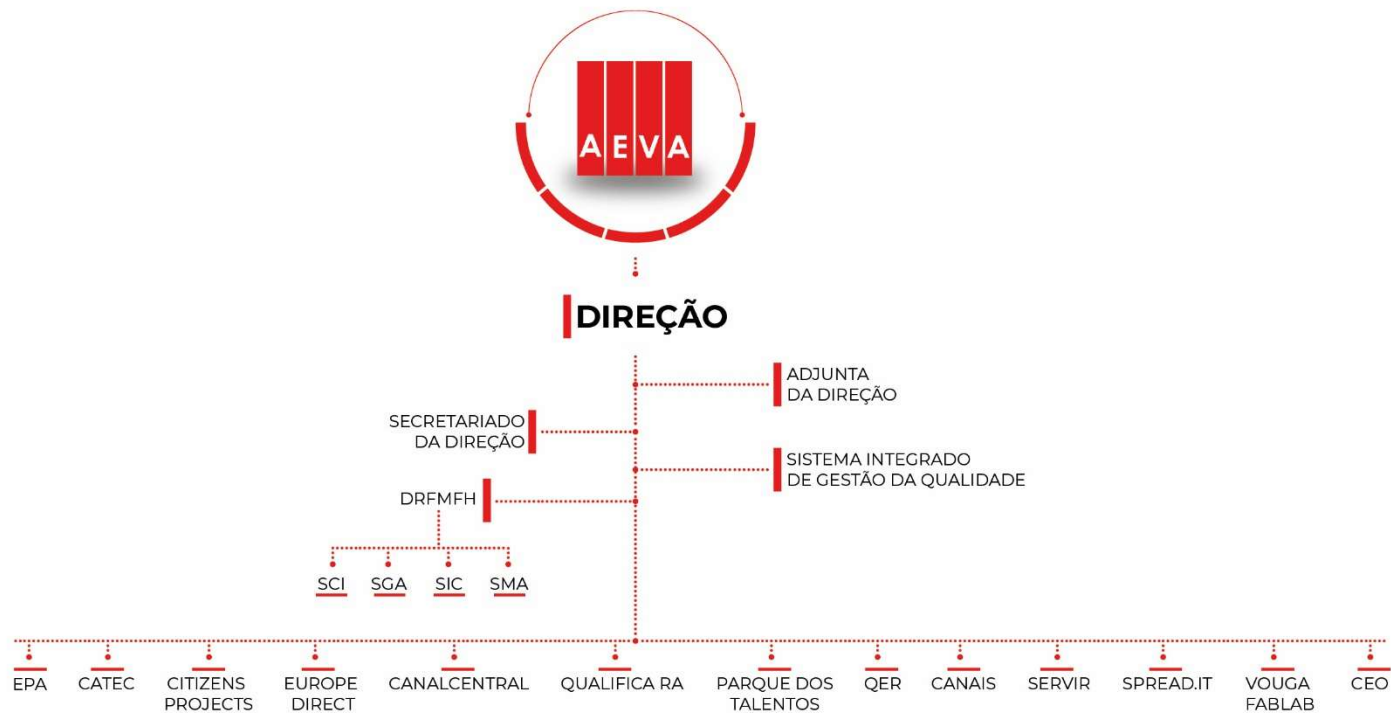 AEVA
DIREÇÃO
ADJUNTA
DA DIREÇÃO
SECRETARIADO
DA DIREÇÃO
SISTEMA INTEGRADO
DE GESTÃO DA QUALIDADE
DRFMFH
SCI SGA SIC SMA
EPA CATEC CITIZENS EUROPE CANALCENTRAL QUALIFICA RA PARQUE DOS QER CANAIS SERVIR SPREAD.IT VOUGA CEO
PROJECTS DIRECT TALENTOS FABLAB